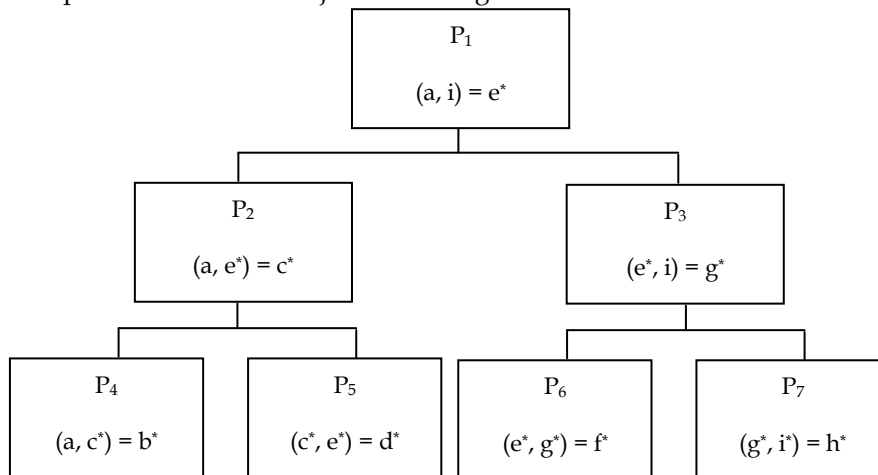 P₁
(a, i) = e*
P₂
(a, e*) = c*
P₃
(e*, i) = g*
P₄
(a, c*) = b*
P₅
(c*, e*) = d*
P₆
(e*, g*) = f*
P₇
(g*, i*) = h*